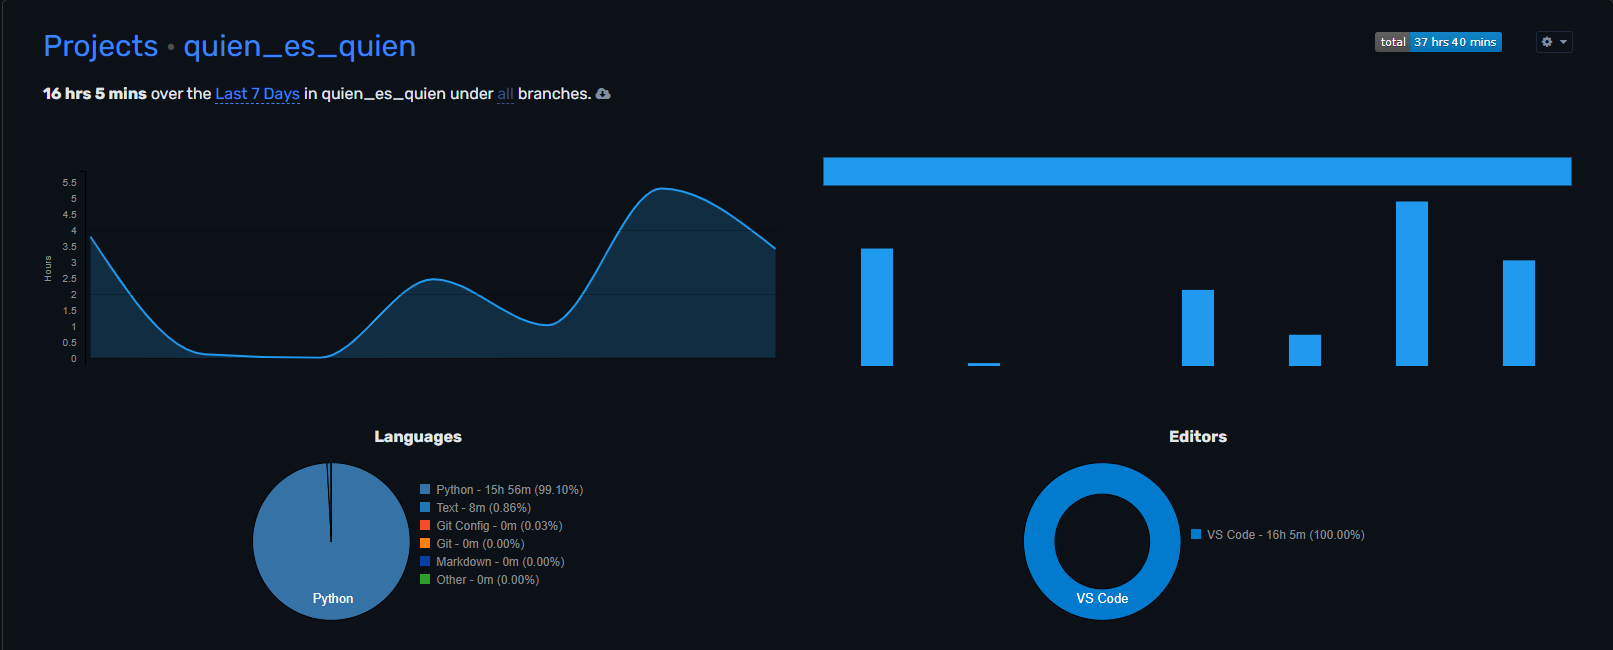 Projects • quien_es_quien
total 37 hrs 40 mins
16 hrs 5 mins over the Last 7 Days in quien_es_quien under all branches.
5.5
5
4.5
4
3.5
3
2.5
2
1.5
1
0.5
0
Hours
Languages
Python - 15h 56m (99.10%)
Text - 8m (0.86%)
Git Config - 0m (0.03%)
Git - 0m (0.00%)
Markdown - 0m (0.00%)
Other - 0m (0.00%)
Python
Editors
VS Code - 16h 5m (100.00%)
VS Code